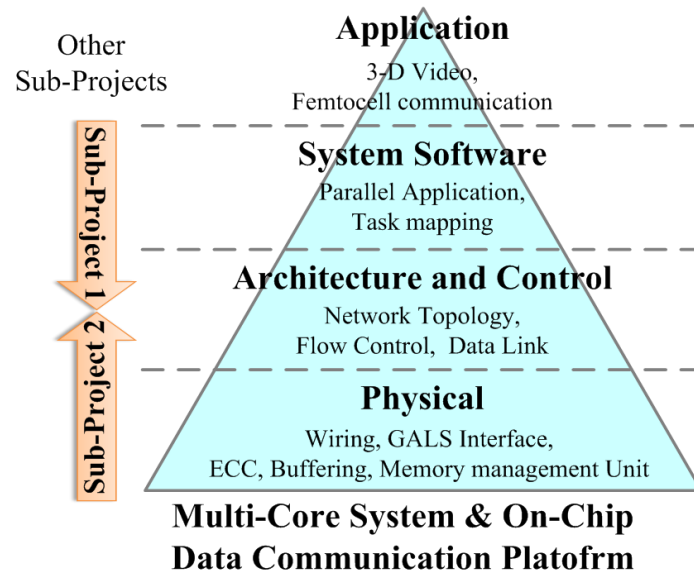 Other
Sub-Projects
Application
3-D Video,
Femtocell communication
Sub-Project 1
System Software
Parallel Application,
Task mapping
Architecture and Control
Network Topology,
Flow Control, Data Link
Sub-Project 2
Physical
Wiring, GALS Interface,
ECC, Buffering, Memory management Unit
Multi-Core System & On-Chip
Data Communication Platofrm